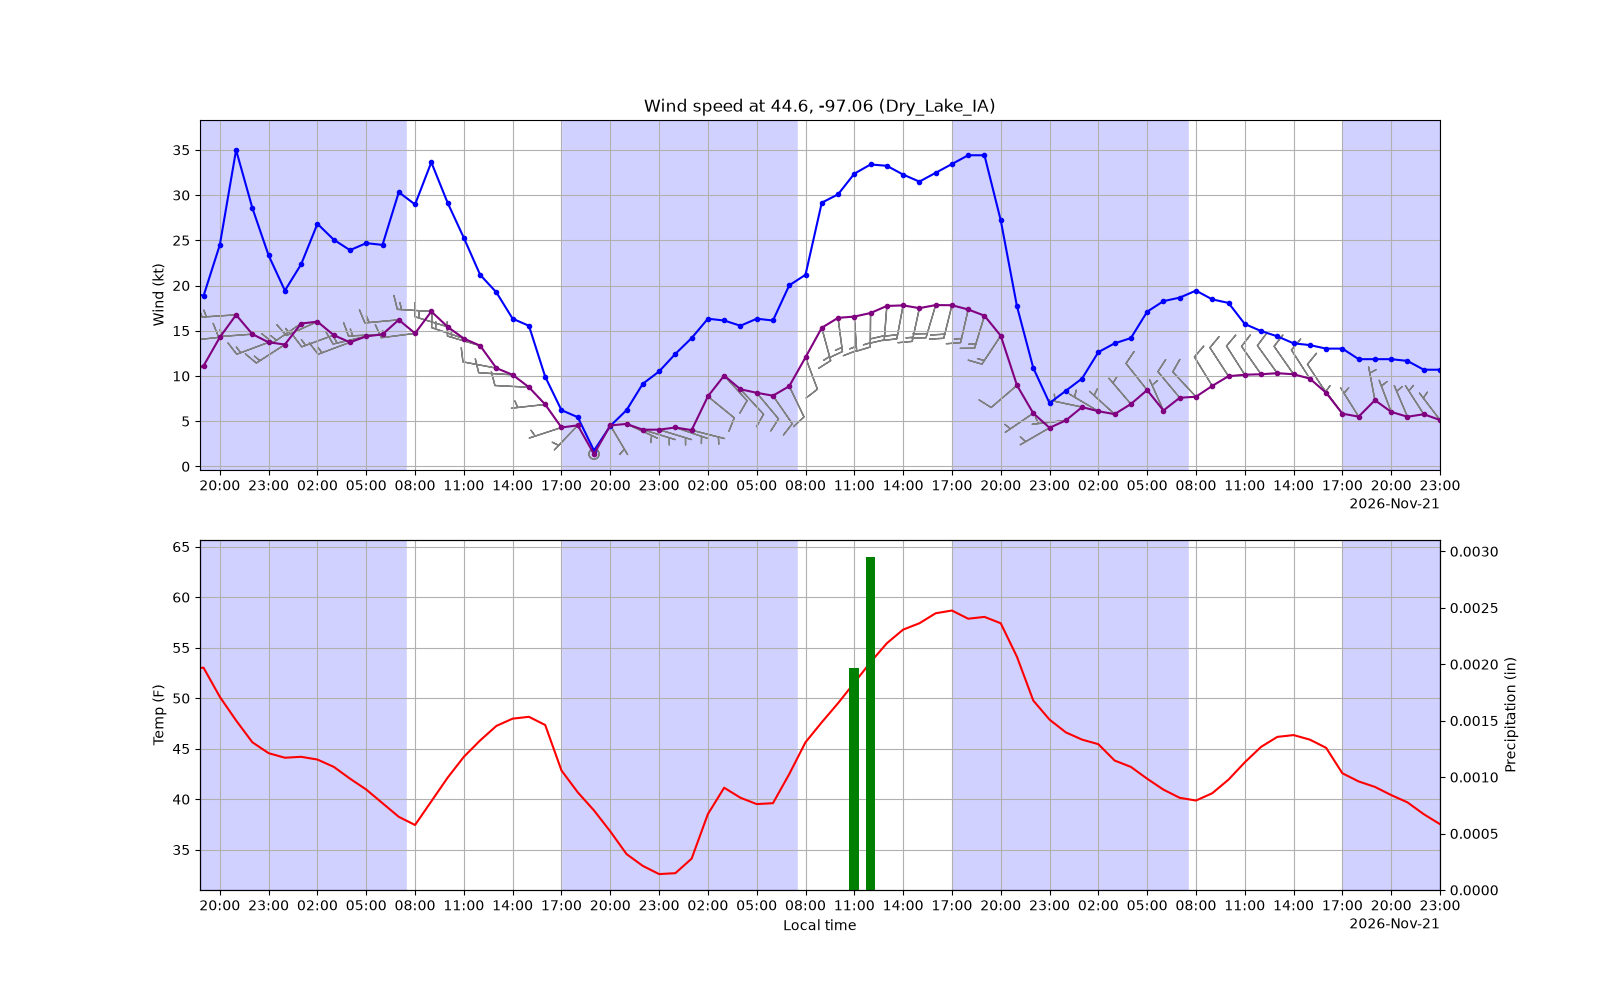 Wind speed at 44.6, -97.06 (Dry_Lake_IA)
35
30
25
20
15
10
5
0
Wind (kt)
20:00 23:00 02:00 05:00 08:00 11:00 14:00 17:00 20:00 23:00 02:00 05:00 08:00 11:00 14:00 17:00 20:00 23:00 02:00 05:00 08:00 11:00 14:00 17:00 20:00 23:00
2026-Nov-21
65
60
55
50
45
40
35
Temp (F)
0.0030
0.0025
0.0020
0.0015
0.0010
0.0005
0.0000
Precipitation (in)
20:00 23:00 02:00 05:00 08:00 11:00 14:00 17:00 20:00 23:00 02:00 05:00 08:00 11:00 14:00 17:00 20:00 23:00 02:00 05:00 08:00 11:00 14:00 17:00 20:00 23:00
Local time
2026-Nov-21